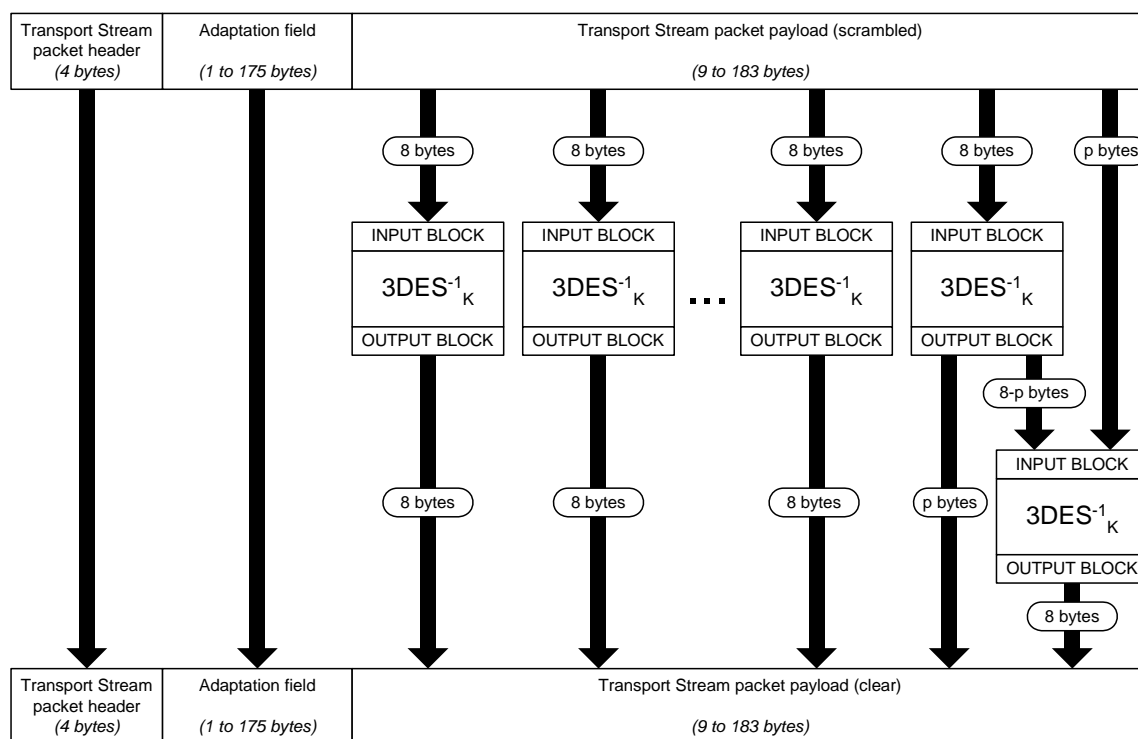 Transport Stream
packet header
(4 bytes)
Adaptation field
(1 to 175 bytes)
Transport Stream packet payload (scrambled)
(9 to 183 bytes)
8 bytes
8 bytes
8 bytes
8 bytes
p bytes
INPUT BLOCK
3DES-1K
OUTPUT BLOCK
INPUT BLOCK
3DES-1K
OUTPUT BLOCK
...
INPUT BLOCK
3DES-1K
OUTPUT BLOCK
INPUT BLOCK
3DES-1K
OUTPUT BLOCK
8-p bytes
INPUT BLOCK
3DES-1K
OUTPUT BLOCK
8 bytes
8 bytes
8 bytes
p bytes
8 bytes
Transport Stream
packet header
(4 bytes)
Adaptation field
(1 to 175 bytes)
Transport Stream packet payload (clear)
(9 to 183 bytes)